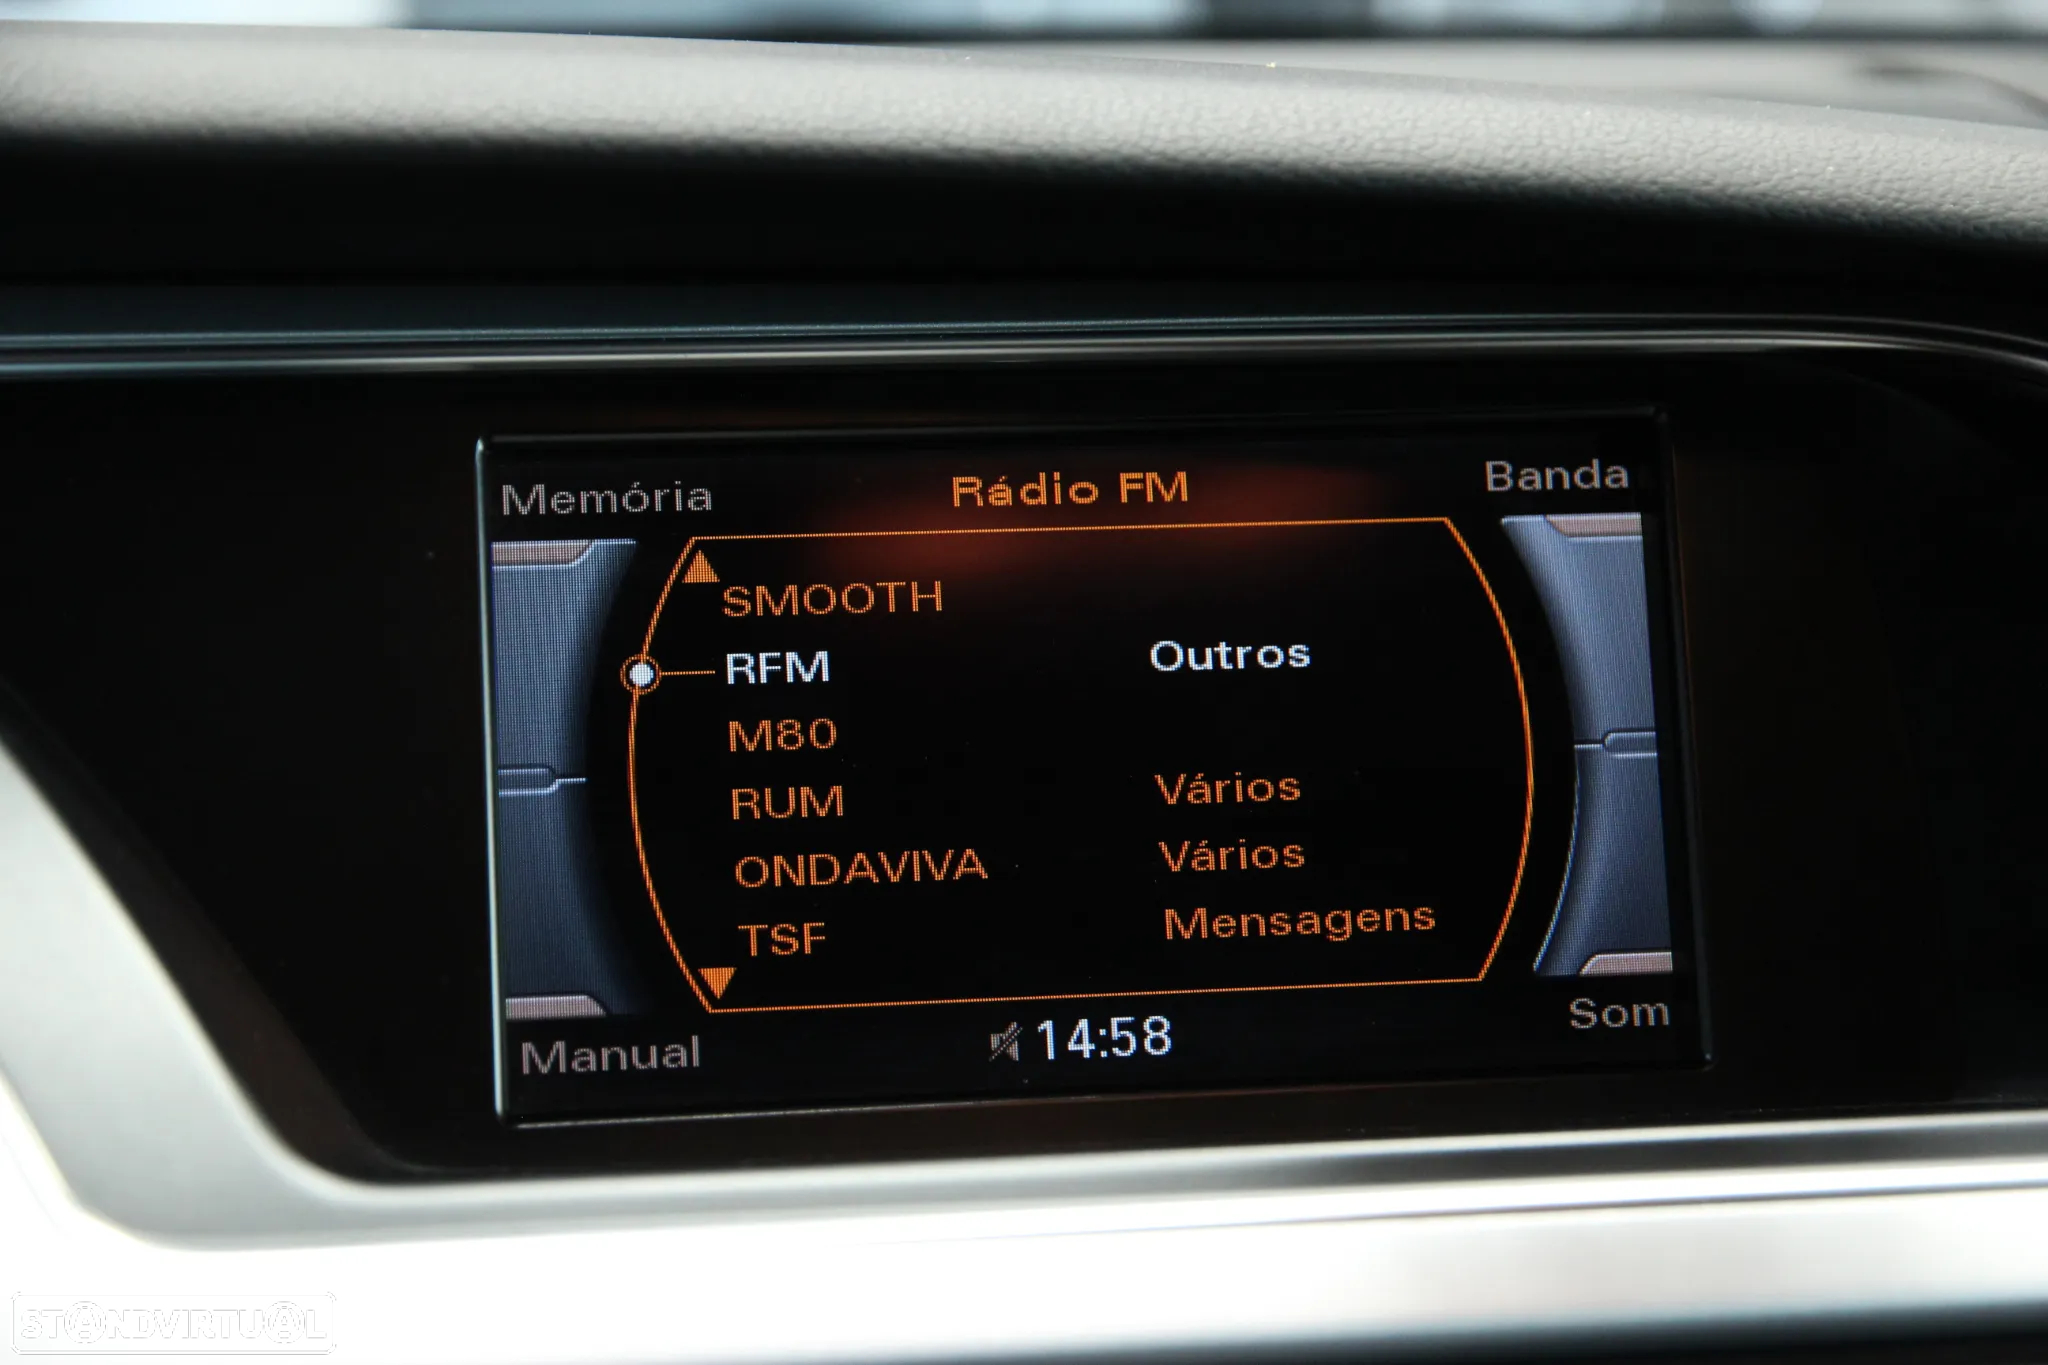 Memória Rádio FM Banda
SMOOTH
RFM Outros
M80
RUM Vários
ONDAVIVA Vários
TSF Mensagens
Manual 14:58 Som
STANDVIRTUAL